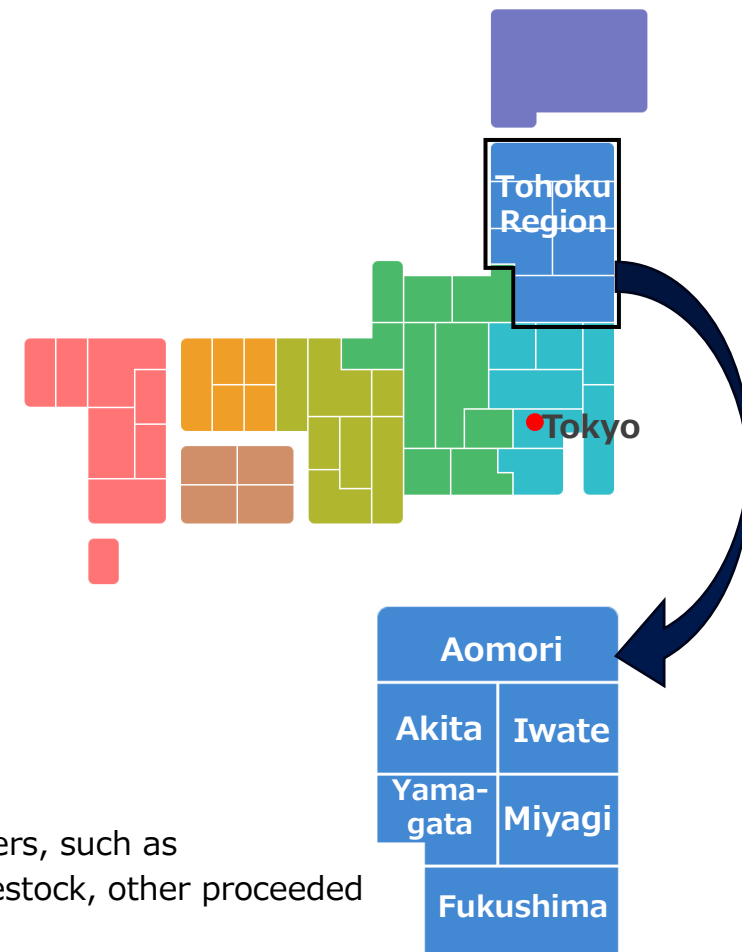 Tohoku
Region
Tokyo
Aomori
Akita
Iwate
Yama-
gata
Miyagi
Fukushima
ers, such as
estock, other proceeded